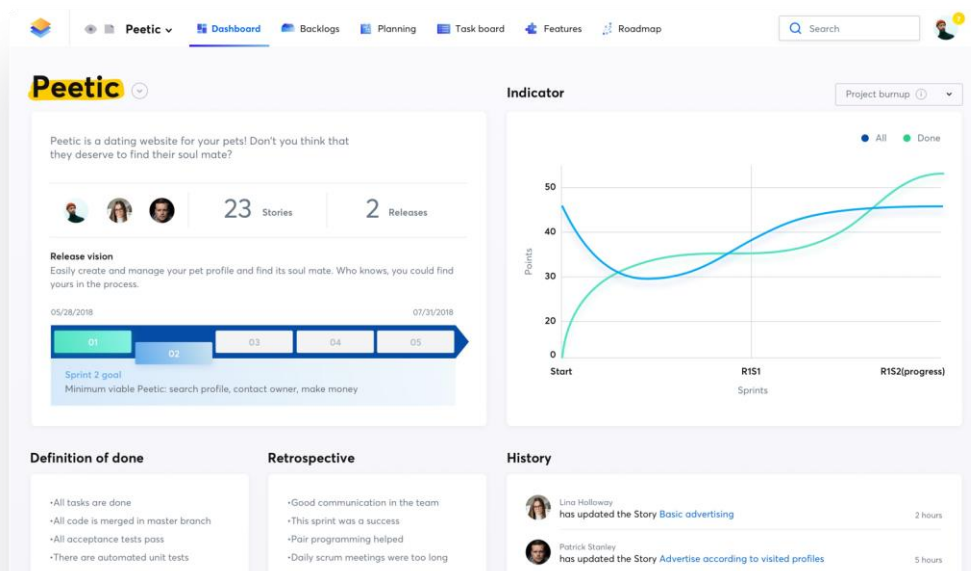 Peetic
Dashboard
Backlogs
Planning
Task board
Features
Roadmap
Search
3
Peetic
Peetic is a dating website for your pets! Don't you think that
they deserve to find their soul mate?
23 Stories
2 Releases
Release vision
Easily create and manage your pet profile and find its soul mate. Who knows, you could find
yours in the process.
05/28/2018
07/31/2018
01
02
03
04
05
Sprint 2 goal
Minimum viable Peetic: search profile, contact owner, make money
Indicator
Project burnup
All
Done
50
40
30
20
0
Points
Start
R1S1
R1S2(progress)
Sprints
Definition of done
•All tasks are done
•All code is merged in master branch
•All acceptance tests pass
•There are automated unit tests
Retrospective
•Good communication in the team
•This sprint was a success
•Pair programming helped
•Daily scrum meetings were too long
History
Lina Holloway
has updated the Story Basic advertising
2 hours
Patrick Stanley
has updated the Story Advertise according to visited profiles
5 hours